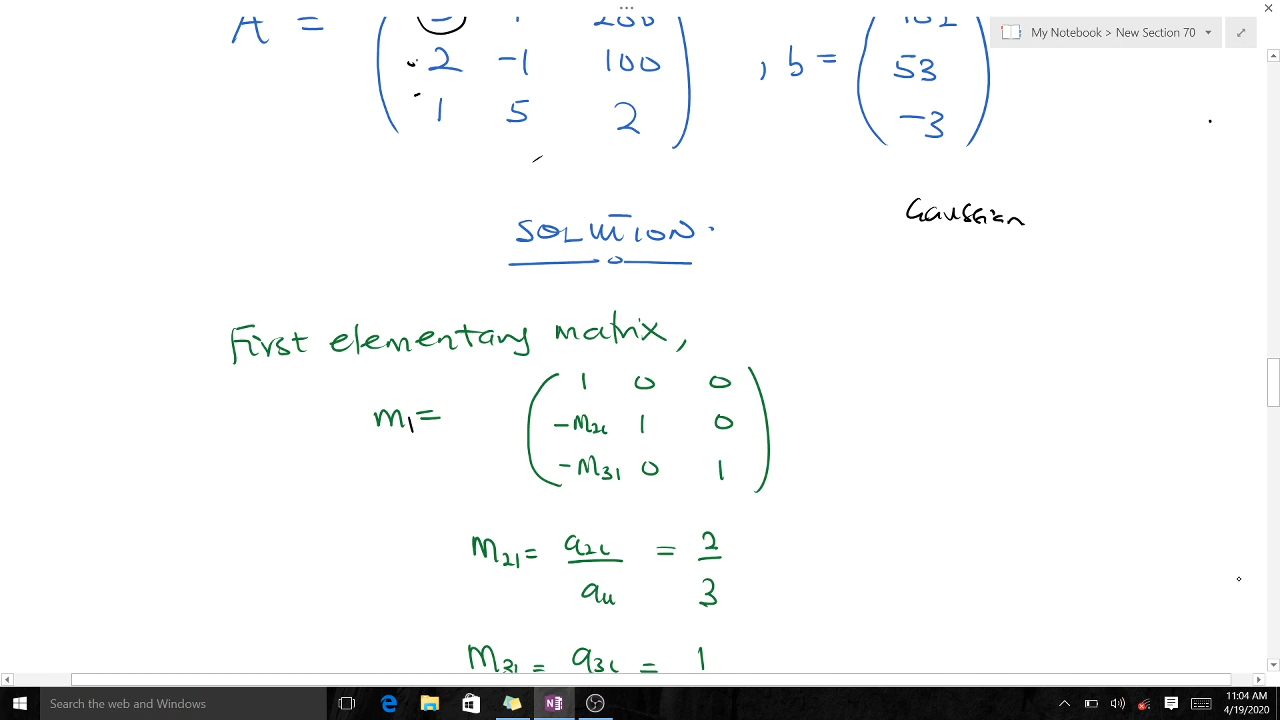 My Notebook > New Section 70
A =
2 -1 100 , b = 53
1 5 2 -3
Gaussian
SOLUTION.
First elementary matrix,
1 0 0
m1= -M21 1 0
-M31 0 1
M21= a21 = 2
a11 3
M31 = a31 = 1
Search the web and Windows
11:04 AM
4/19/2020